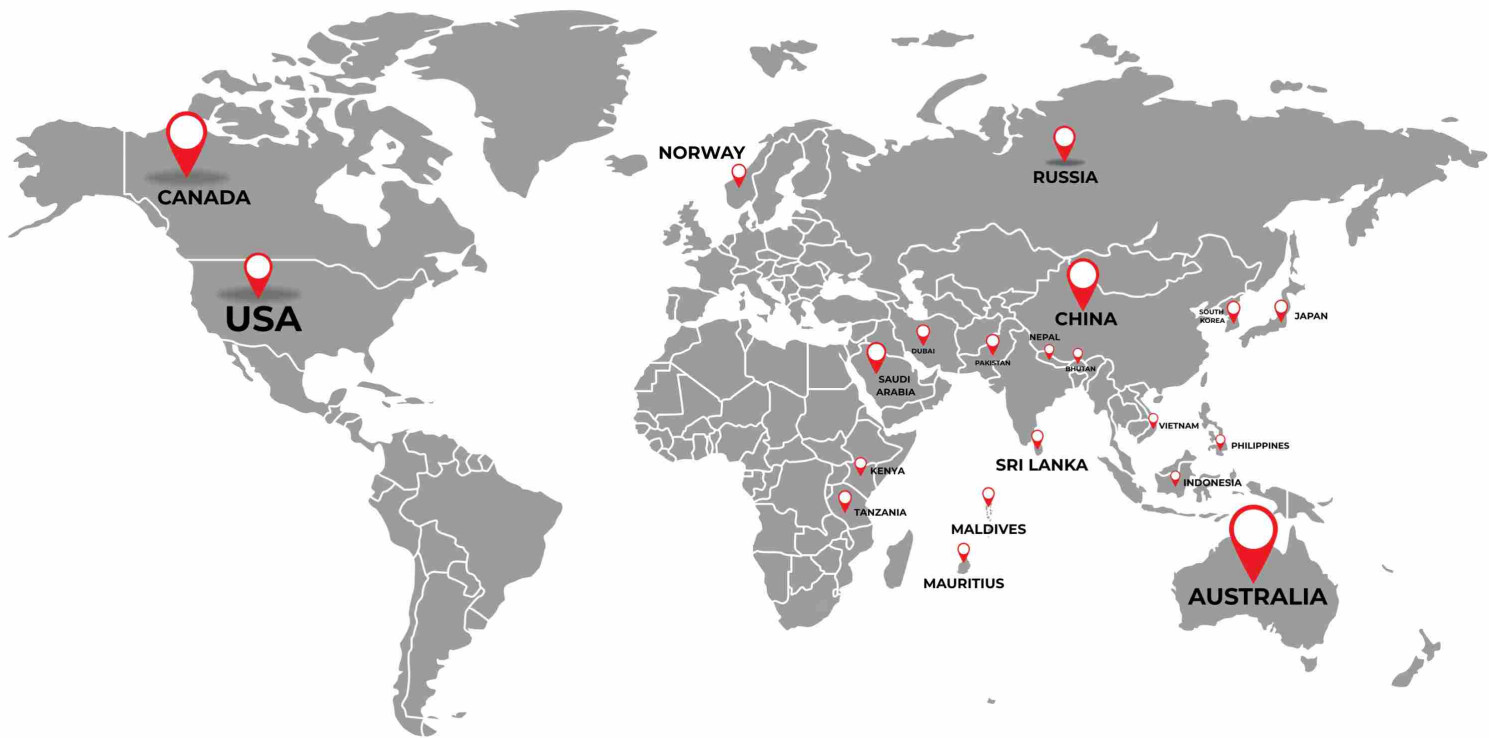 NORWAY
RUSSIA
CANADA
USA
CHINA
SOUTH
KOREA
JAPAN
NEPAL
DUBAI
PAKISTAN
BHUTAN
SAUDI
ARABIA
VIETNAM
PHILIPPINES
SRI LANKA
KENYA
INDONESIA
TANZANIA
MALDIVES
MAURITIUS
AUSTRALIA